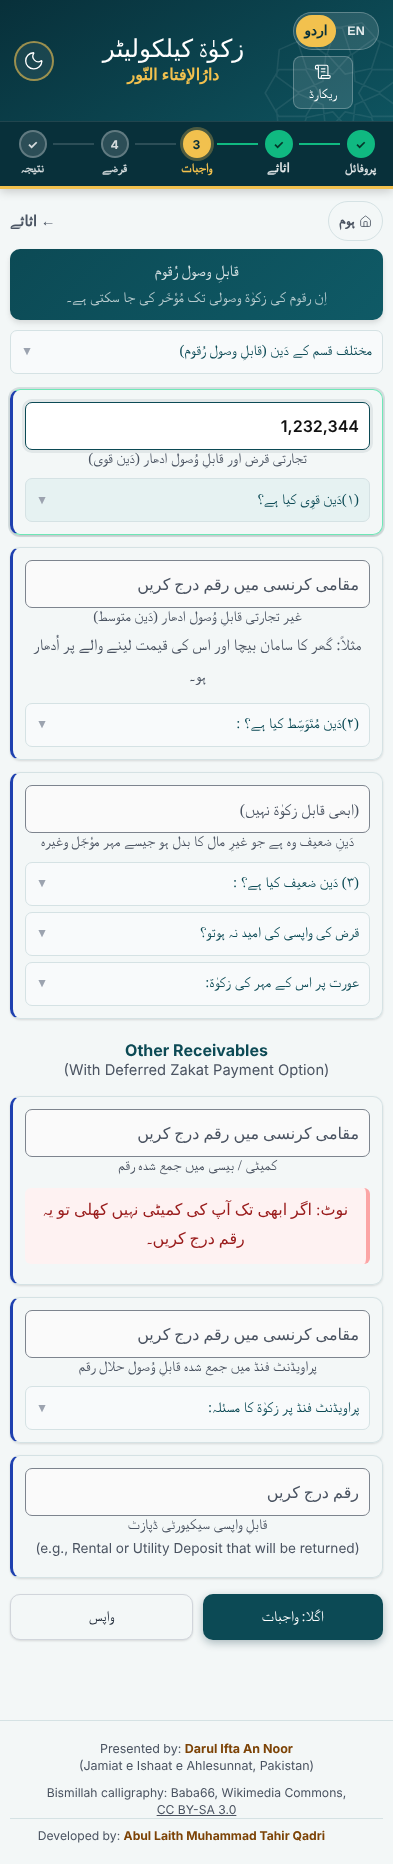 اردو
EN
ریکارڈ
زکوٰۃ کیلکولیٹر
دارُالإفتاء النّور
پروفائل
اثاثے
3
واجبات
4
قرضے
نتیجہ
ہوم
← اثاثے
قابلِ وصول رُقوم
اِن رقوم کی زکوٰۃ وصولی تک مُؤخّر کی جا سکتی ہے۔
مختلف قسم کے دَین (قابلِ وصول رُقوم)
1,232,344
تجارتی قرض اور قابلِ وُصول ادھار (دَین قوی)
(۱)دَین قوِی کیا ہے؟
مقامی کرنسی میں رقم درج کریں
غیر تجارتی قابلِ وُصول ادھار (دَین متوسط)
مثلاً: گھر کا سامان بیچا اور اس کی قیمت لینے والے پر اُدھار
ہو۔
(۲)دَین مُتَوَسِّط کیا ہے؟ :
(ابھی قابل زکوٰۃ نہیں)
دَینِ ضعیف وہ ہے جو غیرِ مال کا بدل ہو جیسے مہر مؤجّل وغیرہ
(۳) دَین ضعیف کیا ہے؟ :
قرض کی واپسی کی امید نہ ہوتو؟
عورت پر اس کے مہر کی زکوٰۃ:
Other Receivables
(With Deferred Zakat Payment Option)
مقامی کرنسی میں رقم درج کریں
کمیٹی / بیسی میں جمع شدہ رقم
نوٹ: اگر ابھی تک آپ کی کمیٹی نہیں کھلی تو یہ
رقم درج کریں۔
مقامی کرنسی میں رقم درج کریں
پراویڈنٹ فنڈ میں جمع شدہ قابلِ وُصول حلال رقم
پراویڈنٹ فنڈ پر زکوٰۃ کا مسئلہ:
رقم درج کریں
قابلِ واپسی سیکیورٹی ڈپازٹ
(e.g., Rental or Utility Deposit that will be returned)
اگلا: واجبات
واپس
Presented by: Darul Ifta An Noor
(Jamiat e Ishaat e Ahlesunnat, Pakistan)
Bismillah calligraphy: Baba66, Wikimedia Commons,
CC BY-SA 3.0
Developed by: Abul Laith Muhammad Tahir Qadri